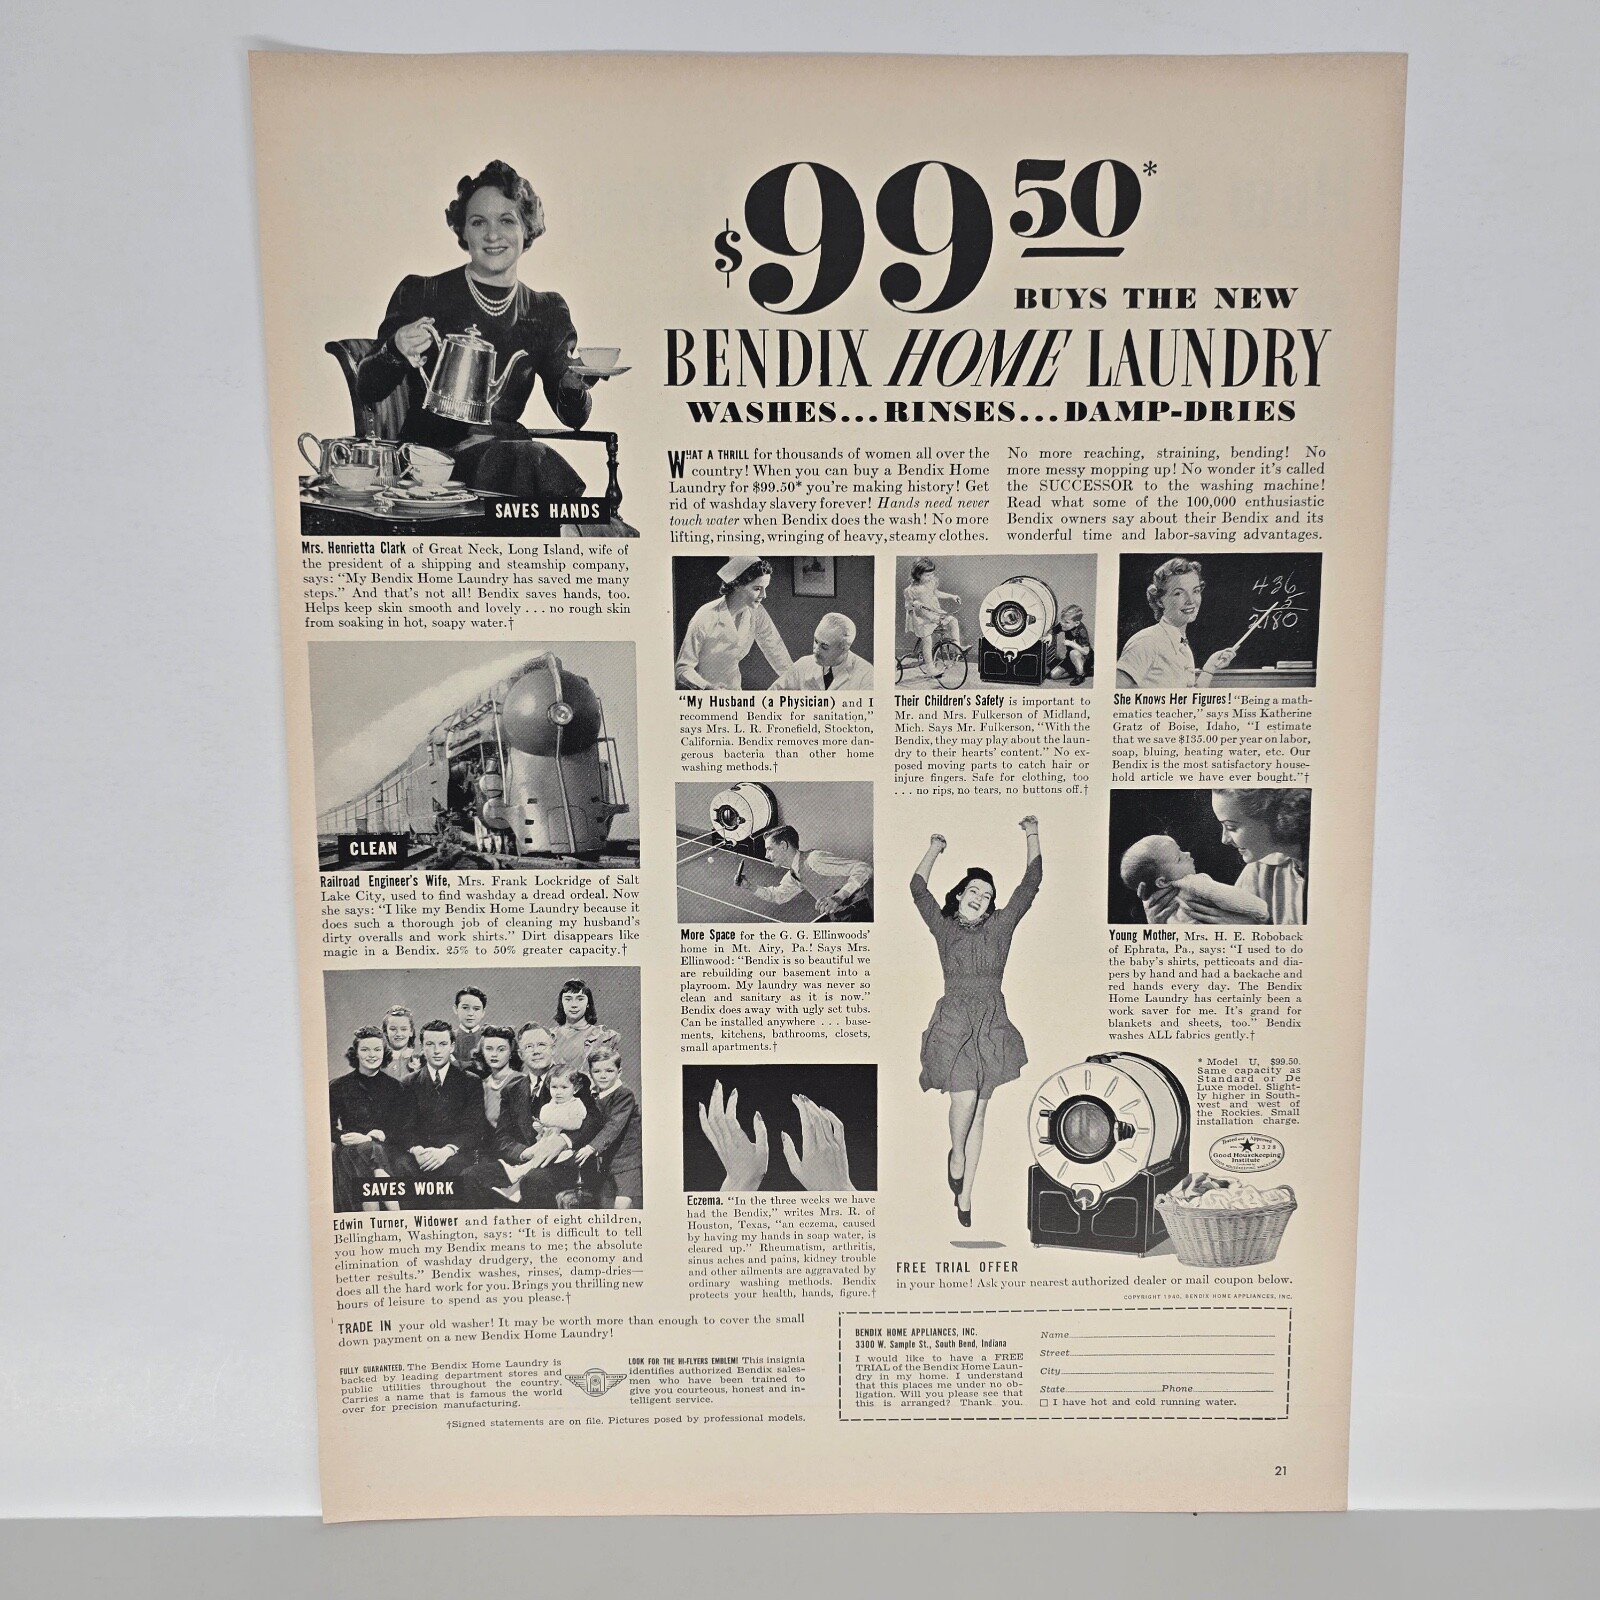 $99 50*
BUYS THE NEW
BENDIX HOME LAUNDRY
WASHES...RINSES...DAMP-DRIES
WHAT A THRILL for thousands of women all over the
country! When you can buy a Bendix Home
Laundry for $99.50* you're making history! Get
rid of washday slavery forever! Hands need never
touch water when Bendix does the wash! No more
lifting, rinsing, wringing of heavy, steamy clothes.
No more reaching, straining, bending! No
more messy mopping up! No wonder it's called
the SUCCESSOR to the washing machine!
Read what some of the 100,000 enthusiastic
Bendix owners say about their Bendix and its
wonderful time and labor-saving advantages.
SAVES HANDS
Mrs. Henrietta Clark of Great Neck, Long Island, wife of
the president of a shipping and steamship company,
says: "My Bendix Home Laundry has saved me many
steps." And that's not all! Bendix saves hands, too.
Helps keep skin smooth and lovely . . . no rough skin
from soaking in hot, soapy water.†
CLEAN
Railroad Engineer's Wife, Mrs. Frank Lockridge of Salt
Lake City, used to find washday a dread ordeal. Now
she says: "I like my Bendix Home Laundry because it
does such a thorough job of cleaning my husband's
dirty overalls and work shirts." Dirt disappears like
magic in a Bendix. 25% to 50% greater capacity.†
SAVES WORK
Edwin Turner, Widower and father of eight children,
Bellingham, Washington, says: "It is difficult to tell
you how much my Bendix means to me; the absolute
elimination of washday drudgery, the economy and
better results." Bendix washes, rinses, damp-dries—
does all the hard work for you. Brings you thrilling new
hours of leisure to spend as you please.†
"My Husband (a Physician) and I
recommend Bendix for sanitation,"
says Mrs. L. R. Fronefield, Stockton,
California. Bendix removes more dan-
gerous bacteria than other home
washing methods.†
More Space for the G. G. Ellinwoods'
home in Mt. Airy, Pa.! Says Mrs.
Ellinwood: "Bendix is so beautiful we
are rebuilding our basement into a
playroom. My laundry was never so
clean and sanitary as it is now."
Bendix does away with ugly set tubs.
Can be installed anywhere . . . base-
ments, kitchens, bathrooms, closets,
small apartments.†
Eczema. "In the three weeks we have
had the Bendix," writes Mrs. R. of
Houston, Texas, "an eczema, caused
by having my hands in soap water, is
cleared up." Rheumatism, arthritis,
sinus aches and pains, kidney trouble
and other ailments are aggravated by
ordinary washing methods. Bendix
protects your health, hands, figure.†
Their Children's Safety is important to
Mr. and Mrs. Fulkerson of Midland,
Mich. Says Mr. Fulkerson, "With the
Bendix, they may play about the laun-
dry to their hearts' content." No ex-
posed moving parts to catch hair or
injure fingers. Safe for clothing, too
. . . no rips, no tears, no buttons off.†
436
5
2180
She Knows Her Figures! "Being a math-
ematics teacher," says Miss Katherine
Gratz of Boise, Idaho, "I estimate
that we save $135.00 per year on labor,
soap, bluing, heating water, etc. Our
Bendix is the most satisfactory house-
hold article we have ever bought."†
Young Mother, Mrs. H. E. Roboback
of Ephrata, Pa., says: "I used to do
the baby's shirts, petticoats and dia-
pers by hand and had a backache and
red hands every day. The Bendix
Home Laundry has certainly been a
work saver for me. It's grand for
blankets and sheets, too." Bendix
washes ALL fabrics gently.†
* Model U, $99.50.
Same capacity as
Standard or De
Luxe model. Slight-
ly higher in South-
west and west of
the Rockies. Small
installation charge.
Tested and Approved
3328
Good Housekeeping
Institute
FREE TRIAL OFFER
in your home! Ask your nearest authorized dealer or mail coupon below.
COPYRIGHT 1940, BENDIX HOME APPLIANCES, INC.
TRADE IN your old washer! It may be worth more than enough to cover the small
down payment on a new Bendix Home Laundry!
FULLY GUARANTEED. The Bendix Home Laundry is
backed by leading department stores and
public utilities throughout the country.
Carries a name that is famous the world
over for precision manufacturing.
LOOK FOR THE HI-FLYERS EMBLEM! This insignia
identifies authorized Bendix sales-
men who have been trained to
give you courteous, honest and in-
telligent service.
†Signed statements are on file. Pictures posed by professional models.
BENDIX HOME APPLIANCES, INC.
3300 W. Sample St., South Bend, Indiana
I would like to have a FREE
TRIAL of the Bendix Home Laun-
dry in my home. I understand
that this places me under no ob-
ligation. Will you please see that
this is arranged? Thank you.
Name
Street
City
State Phone
I have hot and cold running water.
21